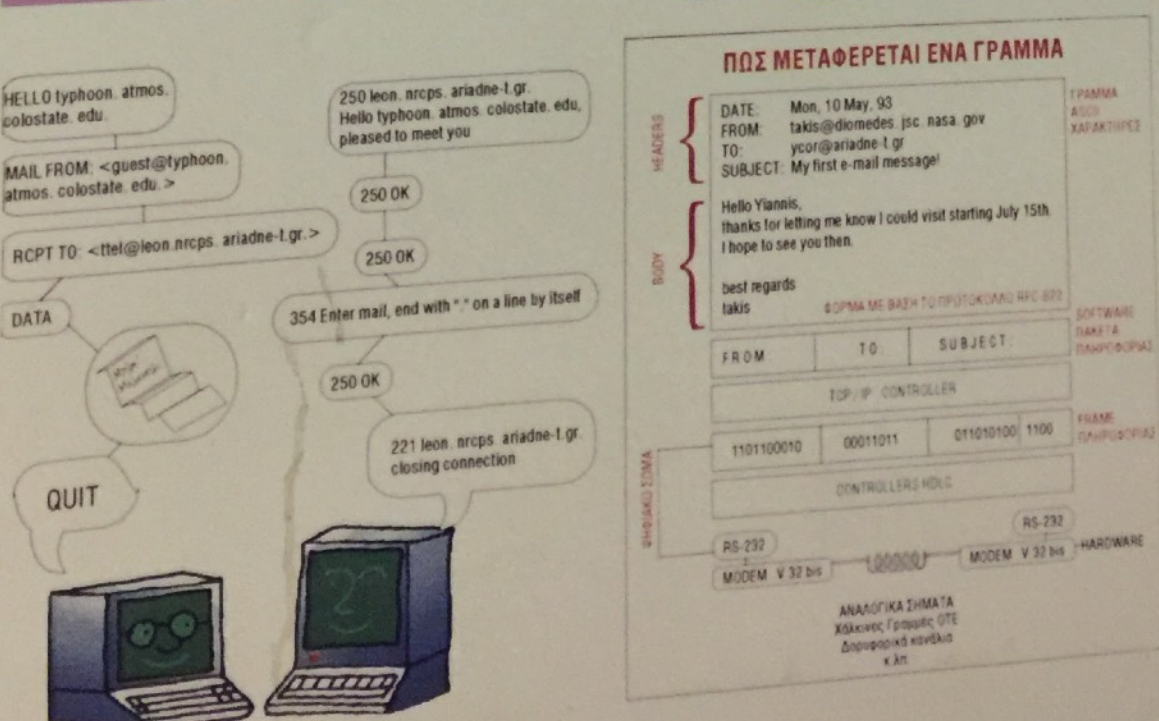 HELLO typhoon. atmos.
colostate. edu.
MAIL FROM: <guest@typhoon.
atmos. colostate. edu. >
RCPT TO: <ttel@leon.nrcps. ariadne-t.gr.>
DATA
QUIT
250 leon. nrcps. ariadne-t.gr.
Hello typhoon. atmos. colostate. edu,
pleased to meet you
250 OK
250 OK
354 Enter mail, end with "." on a line by itself
250 OK
221 leon. nrcps. ariadne-t.gr.
closing connection
ΠΩΣ ΜΕΤΑΦΕΡΕΤΑΙ ΕΝΑ ΓΡΑΜΜΑ
HEADERS
DATE: Mon, 10 May, 93
FROM: takis@diomedes. jsc. nasa. gov
TO: ycor@ariadne-t.gr
SUBJECT: My first e-mail message!
ΓΡΑΜΜΑ
ASCII
ΧΑΡΑΚΤΗΡΕΣ
BODY
Hello Yiannis,
thanks for letting me know I could visit starting July 15th.
I hope to see you then.
best regards
takis
ΦΟΡΜΑ ΜΕ ΒΑΣΗ ΤΟ ΠΡΩΤΟΚΟΛΛΟ RFC-822
FROM TO: SUBJECT:
SOFTWARE
ΠΑΚΕΤΑ
ΠΛΗΡΟΦΟΡΙΑΣ
TCP/IP CONTROLLER
1101100010 00011011 011010100 1100
FRAME
ΠΛΗΡΟΦΟΡΙΑΣ
CONTROLLERS HDLC
ΨΗΦΙΑΚΟ ΣΩΜΑ
RS-232
RS-232
MODEM V 32 bis
MODEM V 32 bis
HARDWARE
ΑΝΑΛΟΓΙΚΑ ΣΗΜΑΤΑ
Χάλκινες Γραμμές ΟΤΕ
Δορυφορικά κανάλια
κ.λπ.